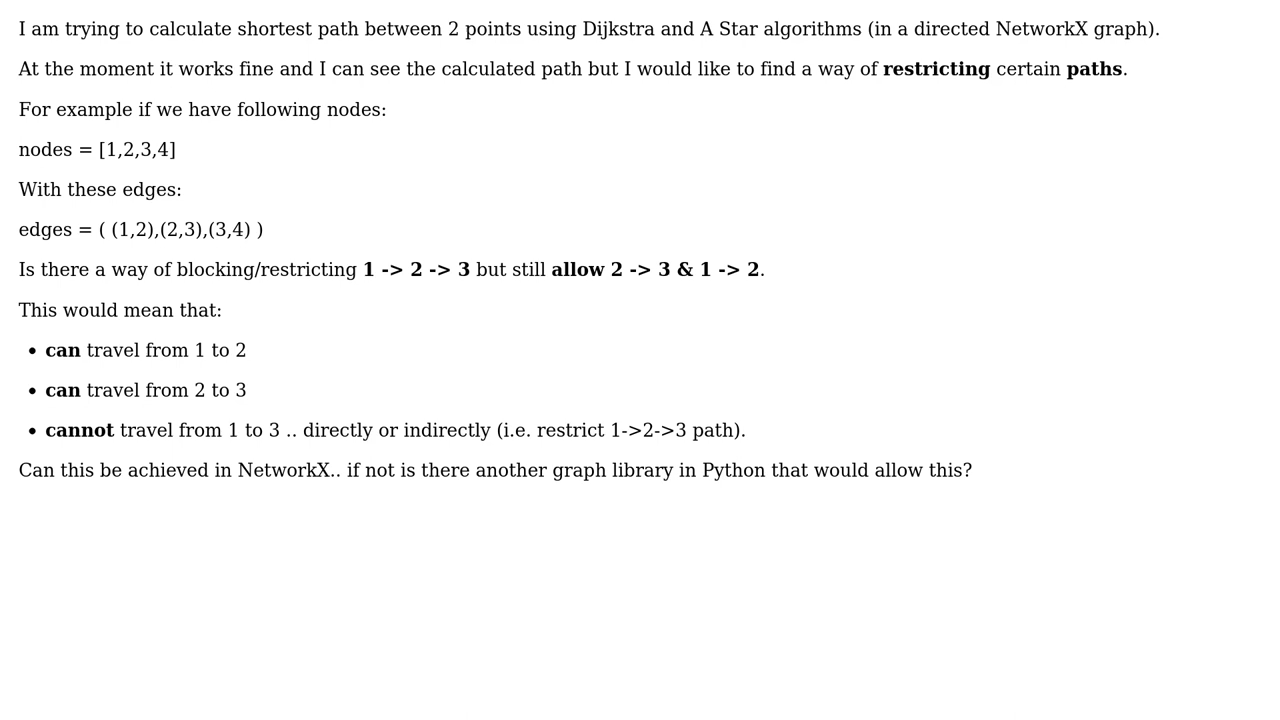 I am trying to calculate shortest path between 2 points using Dijkstra and A Star algorithms (in a directed NetworkX graph).
At the moment it works fine and I can see the calculated path but I would like to find a way of restricting certain paths.
For example if we have following nodes:
nodes = [1,2,3,4]
With these edges:
edges = ( (1,2),(2,3),(3,4) )
Is there a way of blocking/restricting 1 -> 2 -> 3 but still allow 2 -> 3 & 1 -> 2.
This would mean that:
• can travel from 1 to 2
• can travel from 2 to 3
• cannot travel from 1 to 3 .. directly or indirectly (i.e. restrict 1->2->3 path).
Can this be achieved in NetworkX.. if not is there another graph library in Python that would allow this?